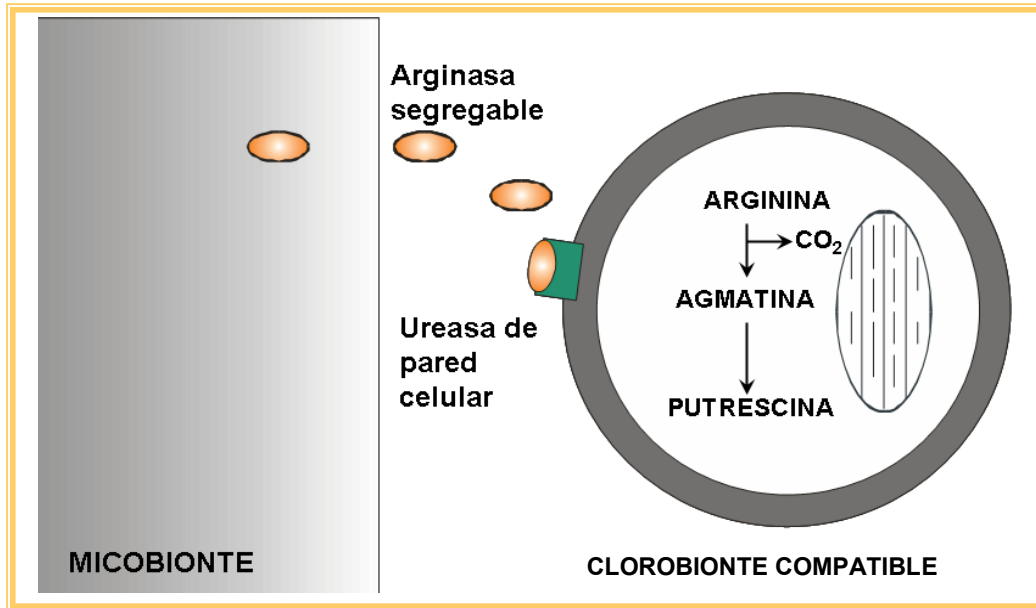 Arginasa
segregable
ARGININA
CO₂
AGMATINA
Ureasa de
pared
celular
PUTRESCINA
MICOBIONTE
CLOROBIONTE COMPATIBLE